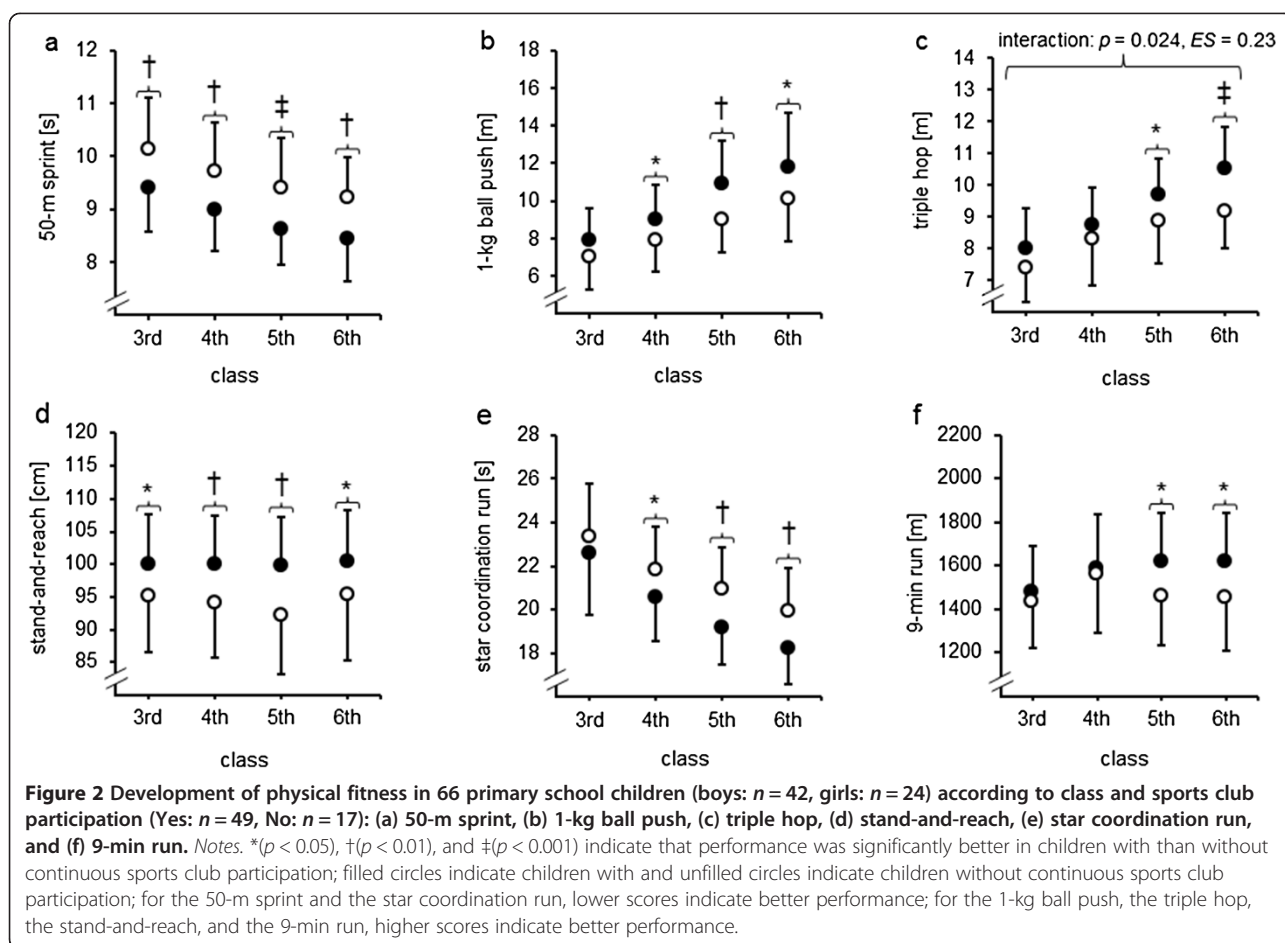 a
†
†
‡
†
12
11
10
9
8
50-m sprint [s]
3rd 4th 5th 6th
class
b
*
†
*
18
16
14
12
10
8
6
1-kg ball push [m]
3rd 4th 5th 6th
class
interaction: p = 0.024, ES = 0.23
c
*
‡
14
13
12
11
10
9
8
7
triple hop [m]
3rd 4th 5th 6th
class
d
*
†
†
*
120
115
110
105
100
95
90
85
stand-and-reach [cm]
3rd 4th 5th 6th
class
e
*
†
†
28
26
24
22
20
18
star coordination run [s]
3rd 4th 5th 6th
class
f
*
*
2200
2000
1800
1600
1400
1200
9-min run [m]
3rd 4th 5th 6th
class
Figure 2 Development of physical fitness in 66 primary school children (boys: n = 42, girls: n = 24) according to class and sports club
participation (Yes: n = 49, No: n = 17): (a) 50-m sprint, (b) 1-kg ball push, (c) triple hop, (d) stand-and-reach, (e) star coordination run,
and (f) 9-min run. Notes. *(p < 0.05), †(p < 0.01), and ‡(p < 0.001) indicate that performance was significantly better in children with than without
continuous sports club participation; filled circles indicate children with and unfilled circles indicate children without continuous sports club
participation; for the 50-m sprint and the star coordination run, lower scores indicate better performance; for the 1-kg ball push, the triple hop,
the stand-and-reach, and the 9-min run, higher scores indicate better performance.